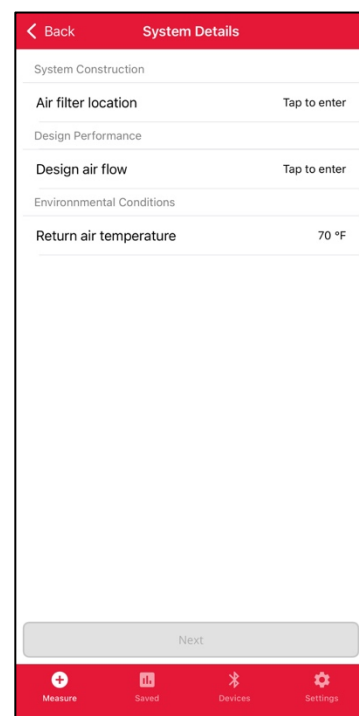 Back System Details
System Construction
Air filter location Tap to enter
Design Performance
Design air flow Tap to enter
Environnmental Conditions
Return air temperature 70 °F
Next
Measure Saved Devices Settings